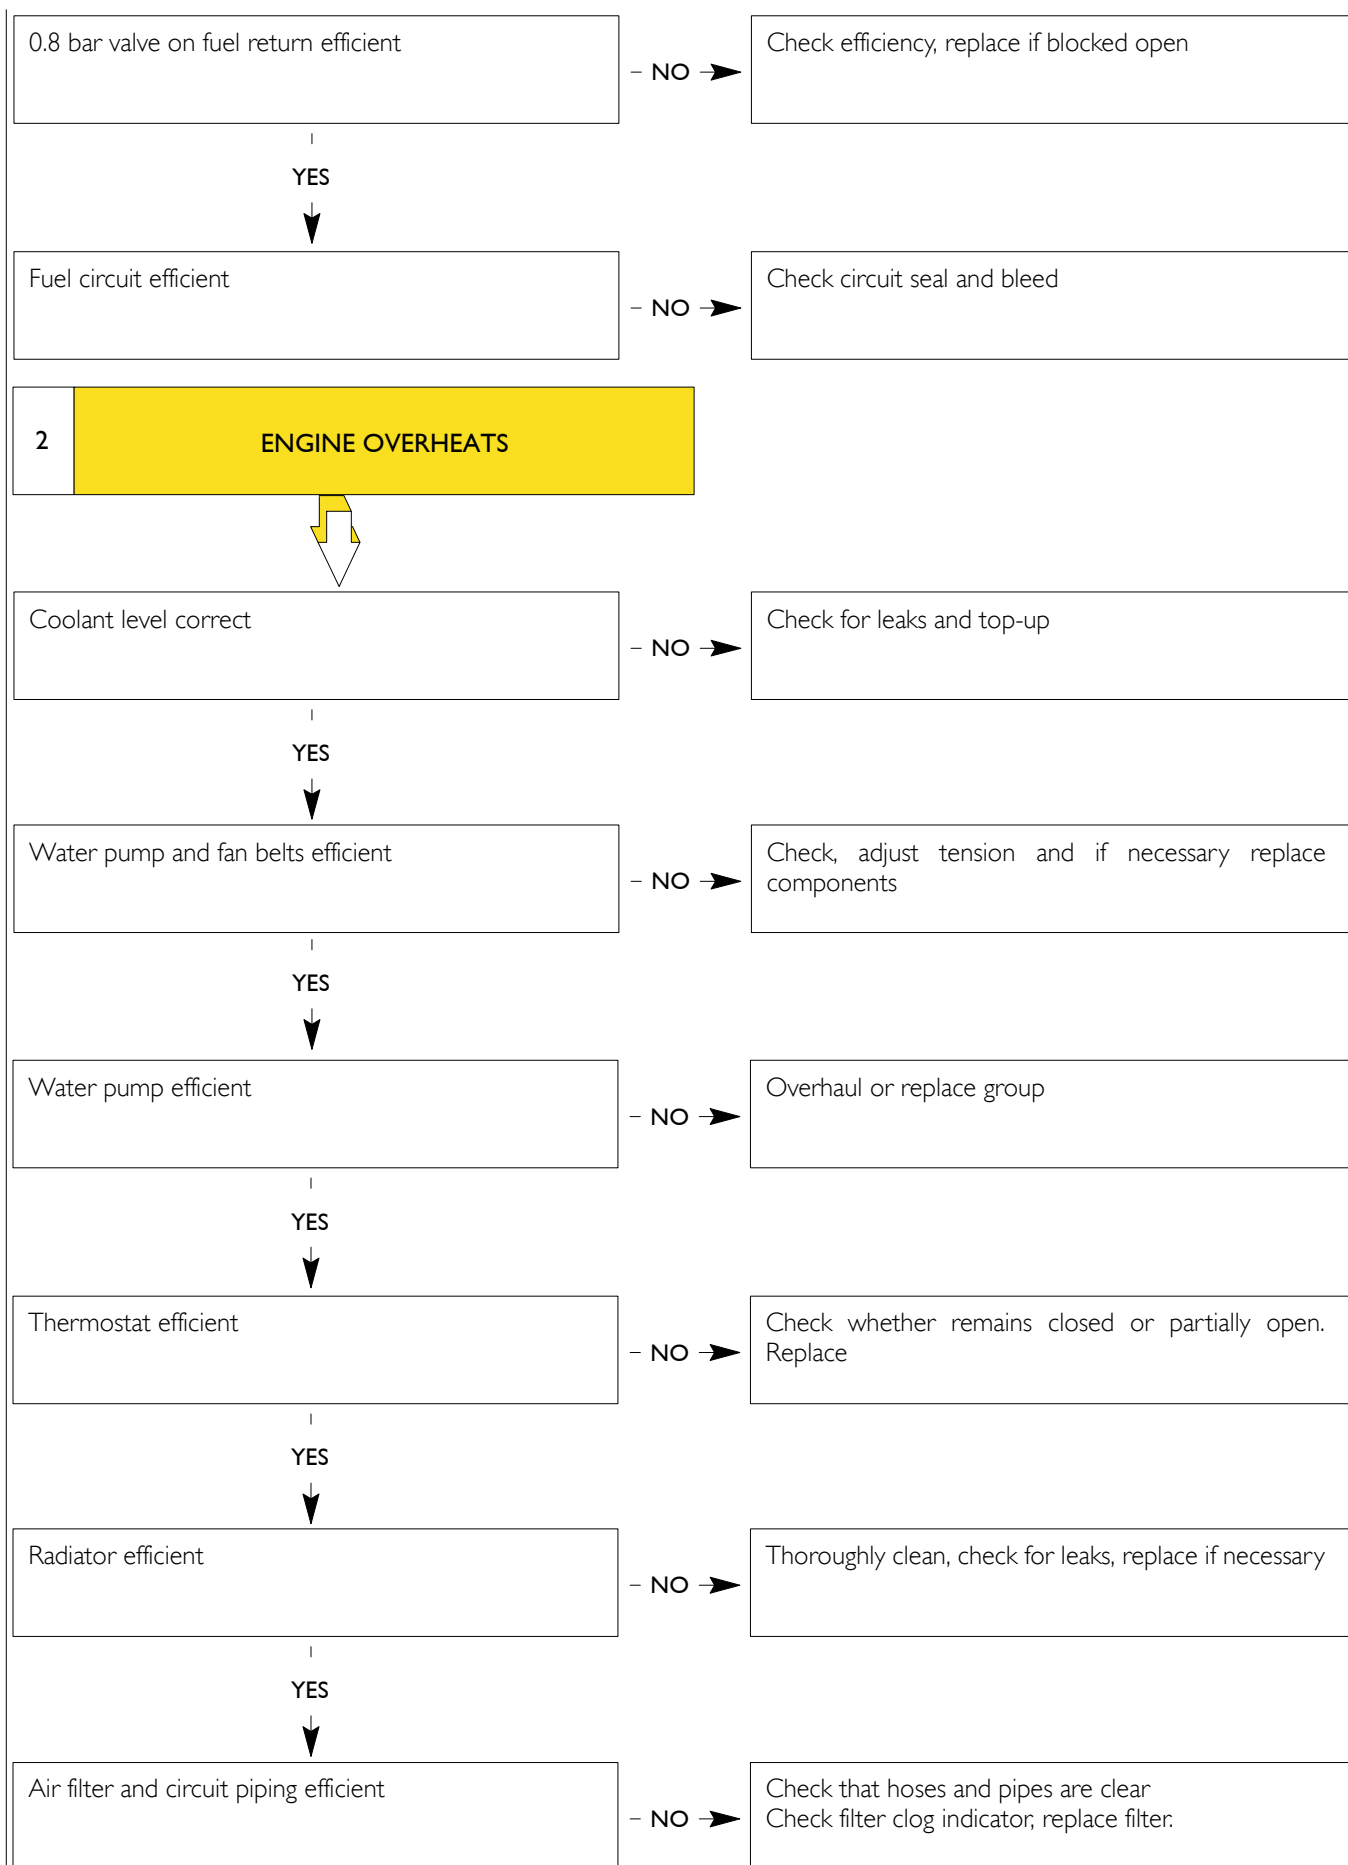 0.8 bar valve on fuel return efficient
NO
Check efficiency, replace if blocked open
YES
Fuel circuit efficient
NO
Check circuit seal and bleed
2
ENGINE OVERHEATS
Coolant level correct
NO
Check for leaks and top-up
YES
Water pump and fan belts efficient
NO
Check, adjust tension and if necessary replace
components
YES
Water pump efficient
NO
Overhaul or replace group
YES
Thermostat efficient
NO
Check whether remains closed or partially open.
Replace
YES
Radiator efficient
NO
Thoroughly clean, check for leaks, replace if necessary
YES
Air filter and circuit piping efficient
NO
Check that hoses and pipes are clear
Check filter clog indicator, replace filter.